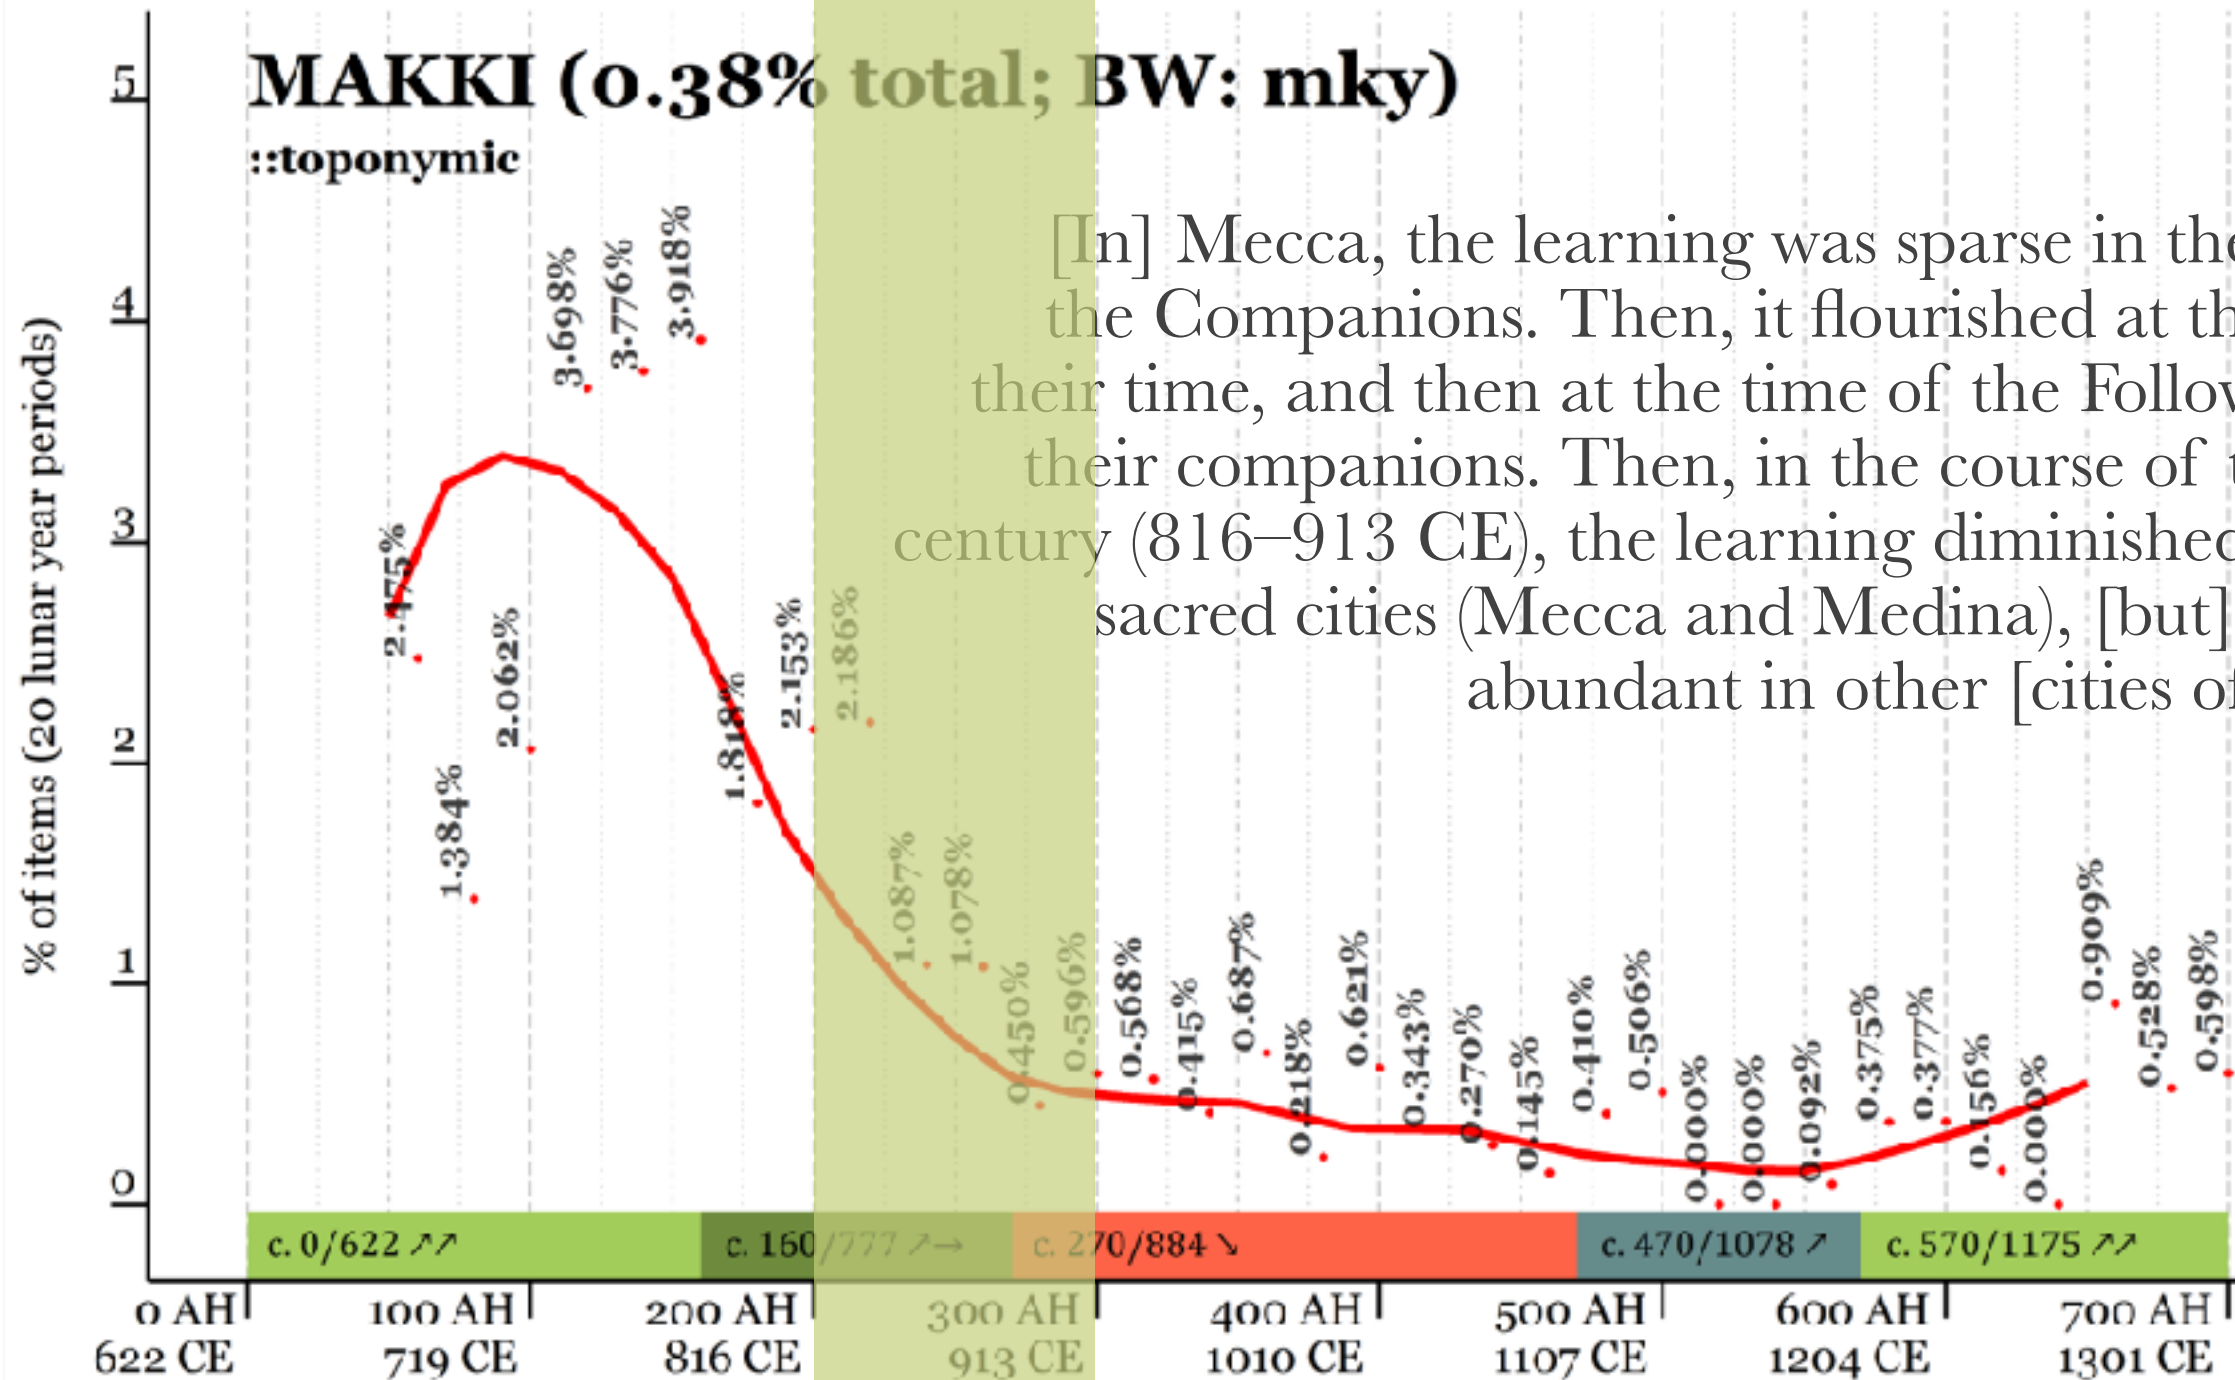 MAKKI (0.38% total; BW: mky)
::toponymic
[In] Mecca, the learning was sparse in the
the Companions. Then, it flourished at th
their time, and then at the time of the Follow
their companions. Then, in the course of
century (816–913 CE), the learning diminished
sacred cities (Mecca and Medina), [but]
abundant in other [cities of
% of items (20 lunar year periods)
5
4
3
2
1
0
2.475%
1.384%
2.062%
3.698%
3.776%
3.918%
1.818%
2.153%
2.186%
1.087%
1.078%
0.450%
0.596%
0.568%
0.415%
0.687%
0.218%
0.621%
0.343%
0.270%
0.145%
0.410%
0.506%
0.000%
0.000%
0.092%
0.375%
0.377%
0.156%
0.000%
0.909%
0.528%
0.598%
c. 0/622 ↗↗
c. 160/777 ↗→
c. 270/884 ↘
c. 470/1078 ↗
c. 570/1175 ↗↗
0 AH
622 CE
100 AH
719 CE
200 AH
816 CE
300 AH
913 CE
400 AH
1010 CE
500 AH
1107 CE
600 AH
1204 CE
700 AH
1301 CE